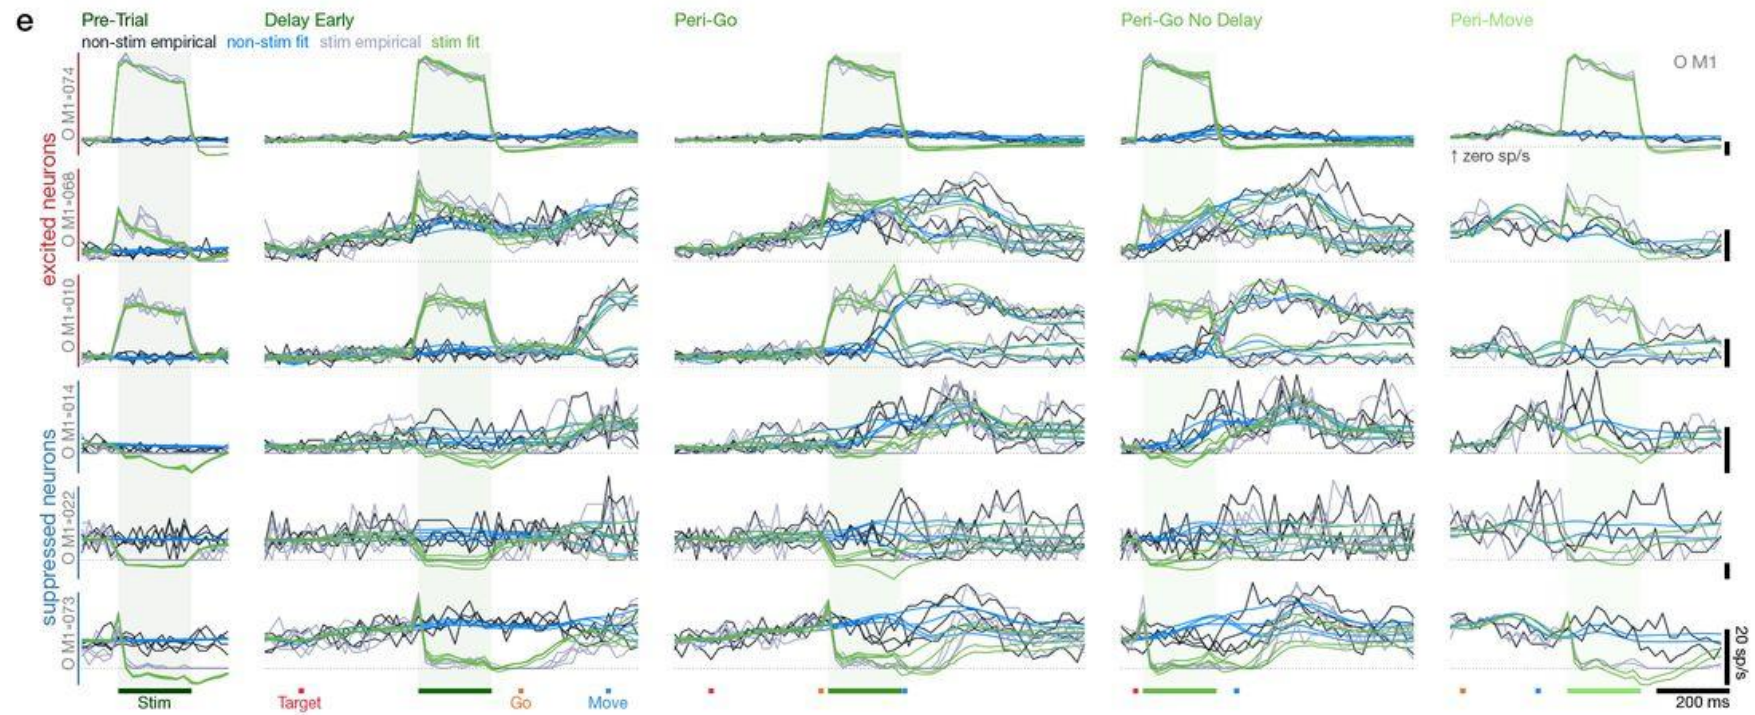 e
Pre-Trial
Delay Early
Peri-Go
Peri-Go No Delay
Peri-Move
non-stim empirical non-stim fit stim empirical stim fit
O M1
excited neurons
O M1•074
↑ zero sp/s
O M1•068
O M1•010
suppressed neurons
O M1•014
O M1•022
O M1•073
20 sp/s
Stim
Target
Go
Move
200 ms